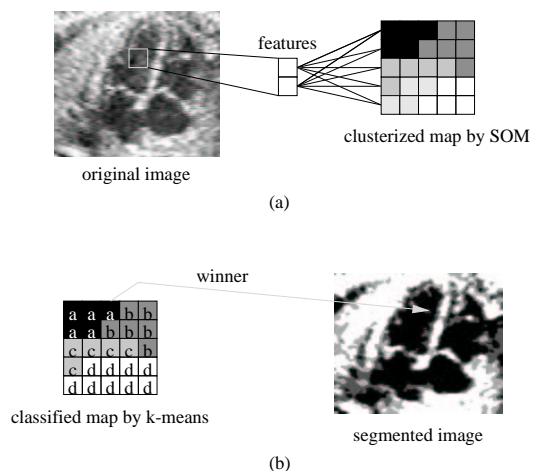 features
clusterized map by SOM
original image
(a)
winner
a a a b b
a a b b b
c c c c b
c d d d d
d d d d d
classified map by k-means
segmented image
(b)